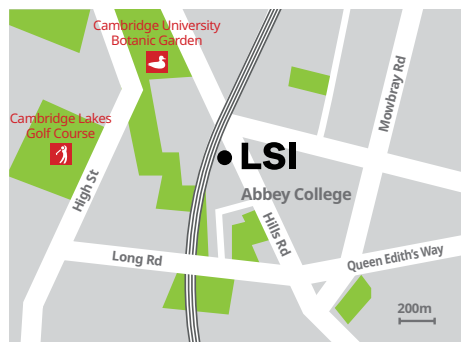 Cambridge University
Botanic Garden
Mowbray Rd
Cambridge Lakes
Golf Course
LSI
High St
Abbey College
Hills Rd
Long Rd
Queen Edith's Way
200m